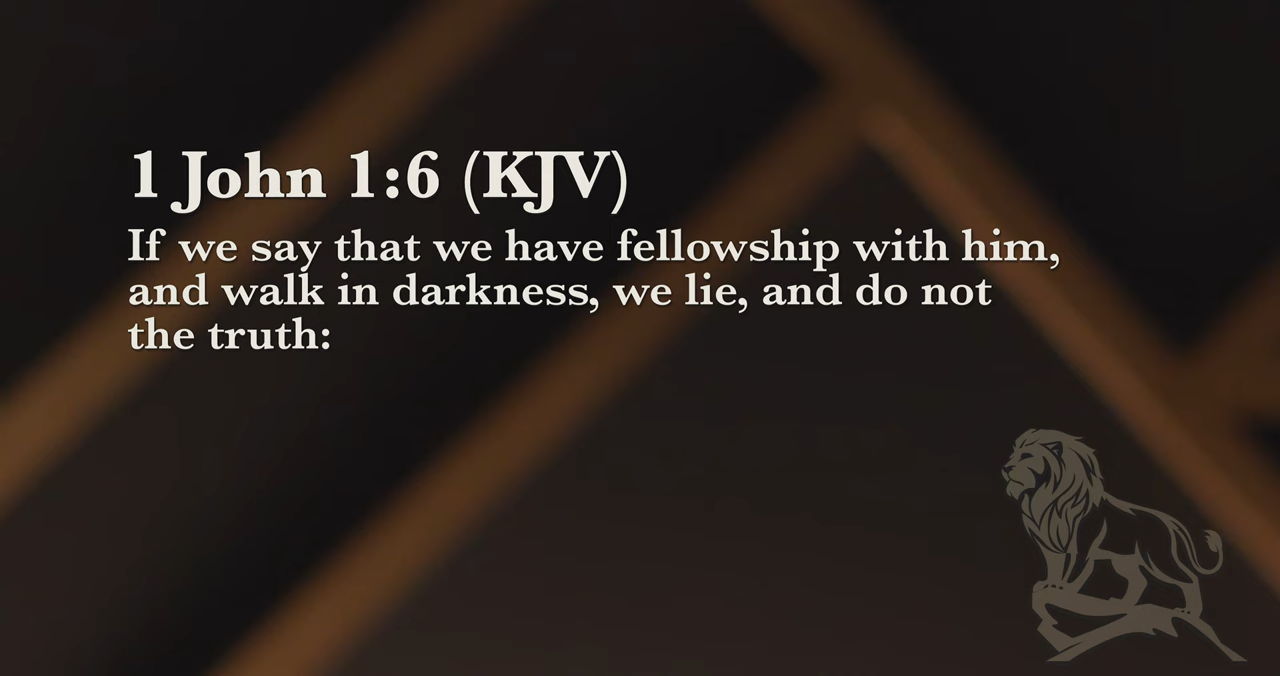 1 John 1:6 (KJV)
If we say that we have fellowship with him,
and walk in darkness, we lie, and do not
the truth: